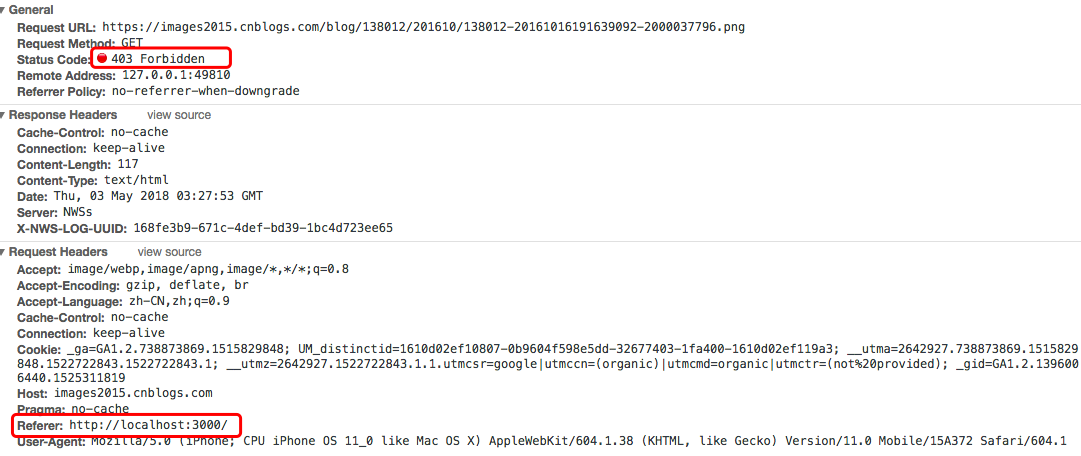 General
Request URL: https://images2015.cnblogs.com/blog/138012/201610/138012-20161016191639092-2000037796.png
Request Method: GET
Status Code: 403 Forbidden
Remote Address: 127.0.0.1:49810
Referrer Policy: no-referrer-when-downgrade
Response Headers view source
Cache-Control: no-cache
Connection: keep-alive
Content-Length: 117
Content-Type: text/html
Date: Thu, 03 May 2018 03:27:53 GMT
Server: NWSs
X-NWS-LOG-UUID: 168fe3b9-671c-4def-bd39-1bc4d723ee65
Request Headers view source
Accept: image/webp,image/apng,image/*,*/*;q=0.8
Accept-Encoding: gzip, deflate, br
Accept-Language: zh-CN,zh;q=0.9
Cache-Control: no-cache
Connection: keep-alive
Cookie: _ga=GA1.2.738873869.1515829848; UM_distinctid=1610d02ef10807-0b9604f598e5dd-32677403-1fa400-1610d02ef119a3; __utma=2642927.738873869.1515829
848.1522722843.1522722843.1; __utmz=2642927.1522722843.1.1.utmcsr=google|utmccn=(organic)|utmcmd=organic|utmctr=(not%20provided); _gid=GA1.2.139600
6440.1525311819
Host: images2015.cnblogs.com
Pragma: no-cache
Referer: http://localhost:3000/
User-Agent: Mozilla/5.0 (iPhone; CPU iPhone OS 11_0 like Mac OS X) AppleWebKit/604.1.38 (KHTML, like Gecko) Version/11.0 Mobile/15A372 Safari/604.1